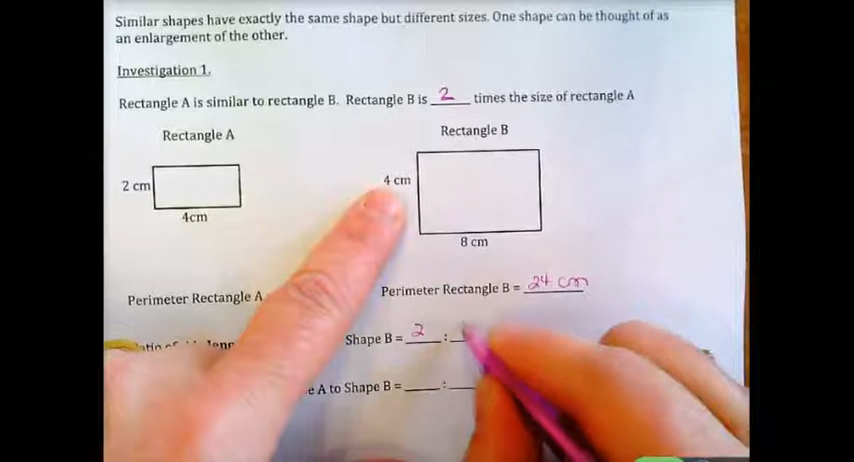 Similar shapes have exactly the same shape but different sizes. One shape can be thought of as
an enlargement of the other.
Investigation 1.
Rectangle A is similar to rectangle B. Rectangle B is 2 times the size of rectangle A
Rectangle A
Rectangle B
2 cm
4 cm
4cm
8 cm
Perimeter Rectangle A
Perimeter Rectangle B = 24 cm
Shape B = 2 :
A to Shape B = ____:____